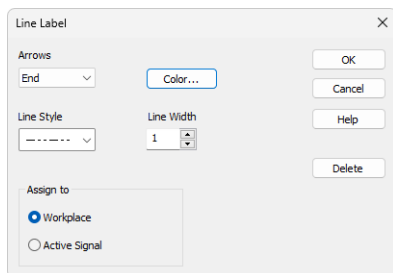 Line Label
Arrows
End
Color...
OK
Cancel
Line Style
Line Width
1
Help
Delete
Assign to
Workplace
Active Signal